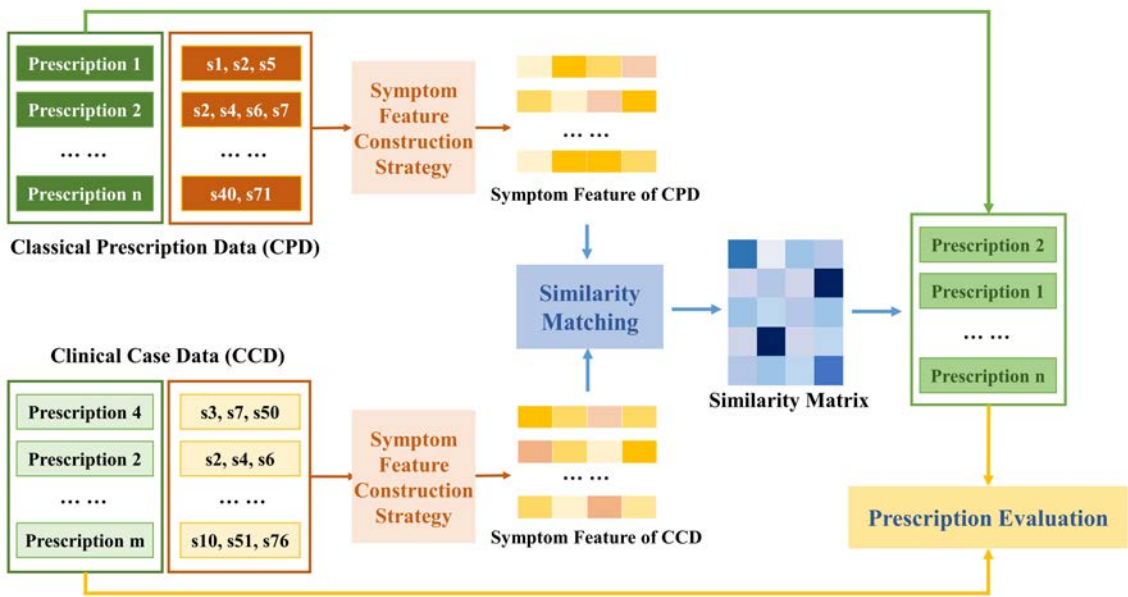 Prescription 1
Prescription 2
... ...
Prescription n
s1, s2, s5
s2, s4, s6, s7
... ...
s40, s71
Classical Prescription Data (CPD)
Symptom
Feature
Construction
Strategy
... ...
Symptom Feature of CPD
Similarity
Matching
Similarity Matrix
Prescription 2
Prescription 1
... ...
Prescription n
Clinical Case Data (CCD)
Prescription 4
Prescription 2
... ...
Prescription m
s3, s7, s50
s2, s4, s6
... ...
s10, s51, s76
Symptom
Feature
Construction
Strategy
... ...
Symptom Feature of CCD
Prescription Evaluation